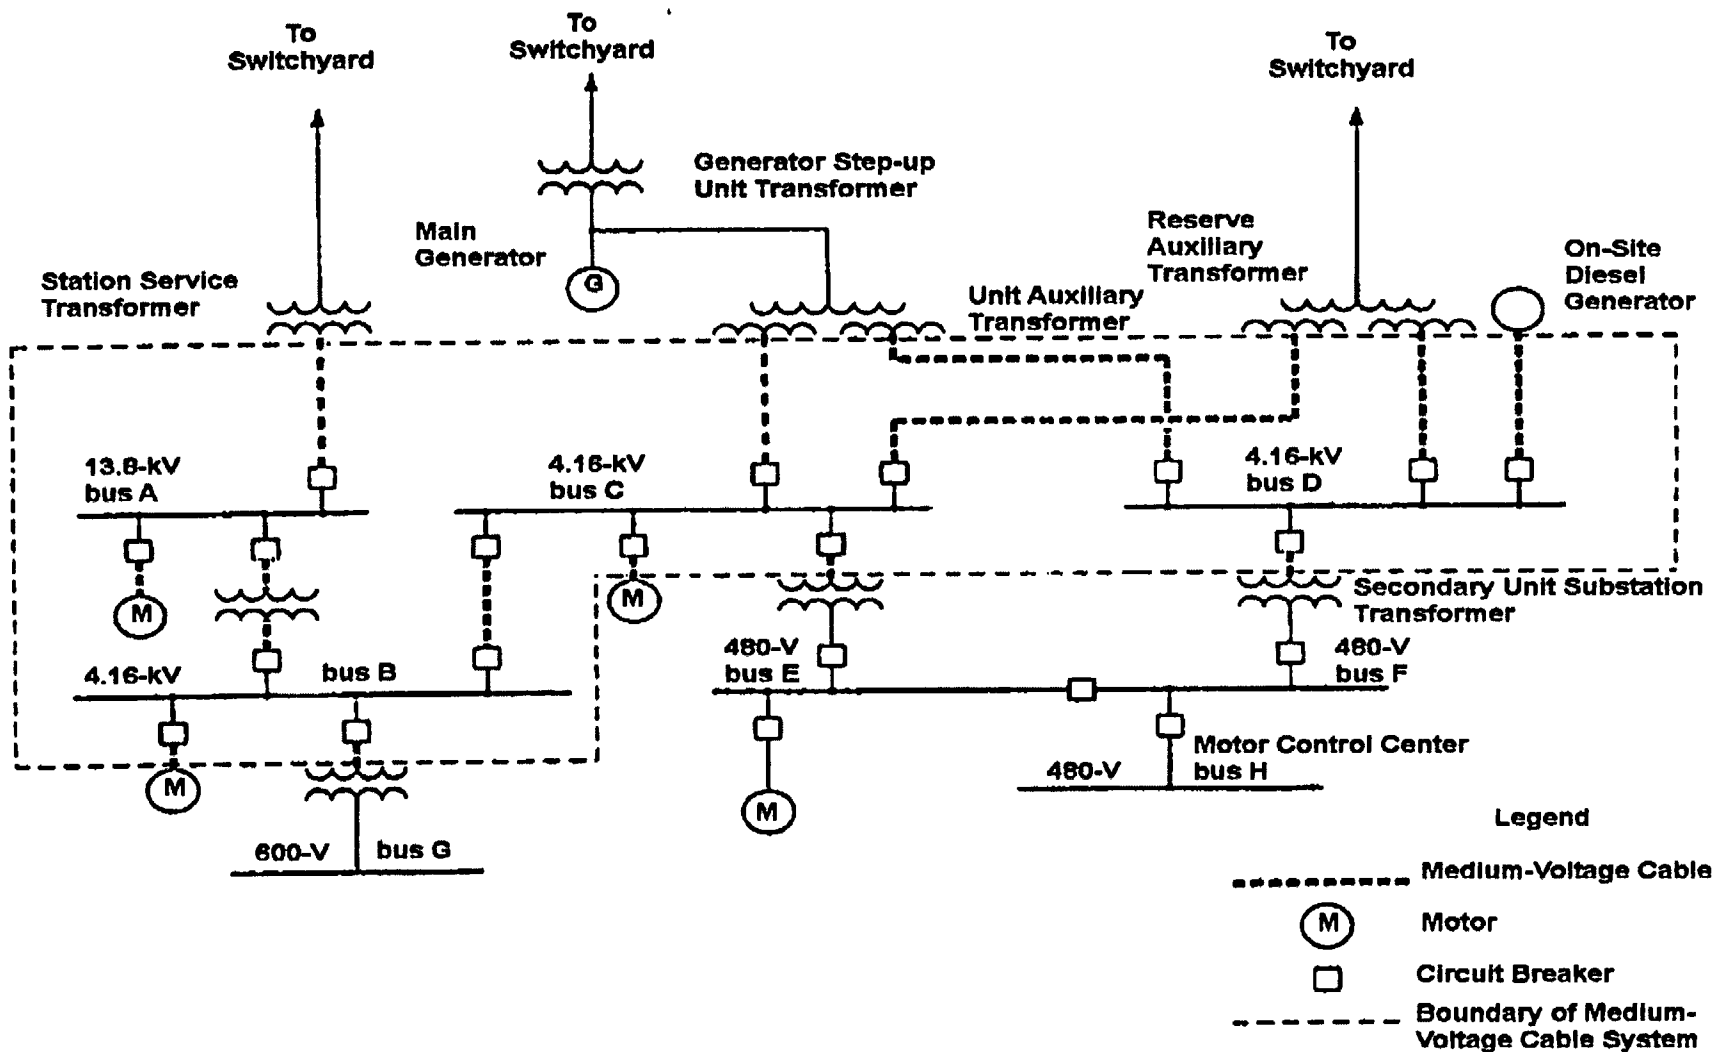 To
Switchyard
To
Switchyard
To
Switchyard
Generator Step-up
Unit Transformer
Main
Generator
G
Reserve
Auxiliary
Transformer
On-Site
Diesel
Generator
Station Service
Transformer
Unit Auxiliary
Transformer
13.8-kV
bus A
4.16-kV
bus C
4.16-kV
bus D
M
M
Secondary Unit Substation
Transformer
4.16-kV
bus B
480-V
bus E
480-V
bus F
M
M
Motor Control Center
bus H
480-V
600-V
bus G
Legend
Medium-Voltage Cable
M
Motor
Circuit Breaker
Boundary of Medium-
Voltage Cable System